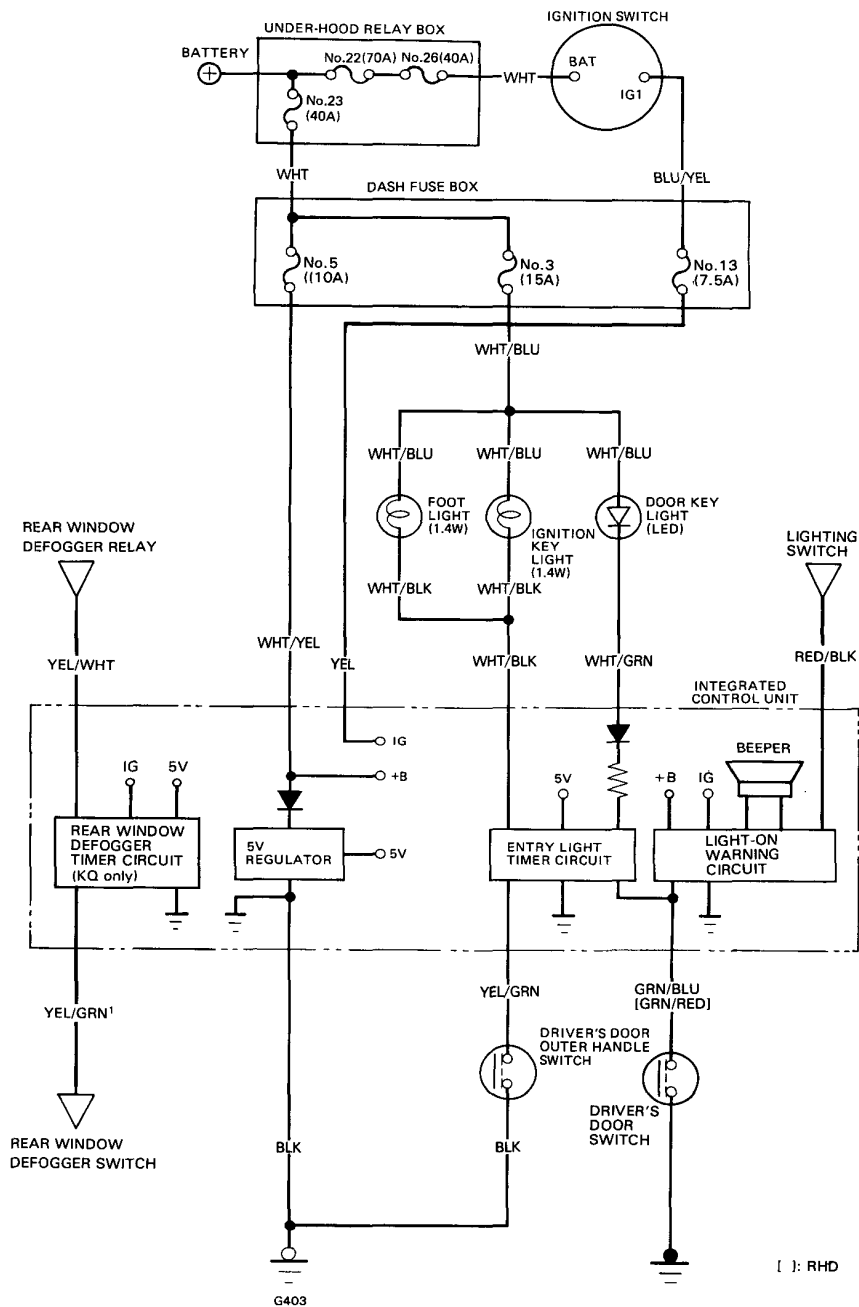 UNDER-HOOD RELAY BOX
IGNITION SWITCH
BATTERY
No.22(70A)
No.26(40A)
WHT
BAT
IG1
No.23
(40A)
WHT
BLU/YEL
DASH FUSE BOX
No.5
((10A)
No.3
(15A)
No.13
(7.5A)
WHT/BLU
WHT/BLU
WHT/BLU
WHT/BLU
FOOT
LIGHT
(1.4W)
IGNITION
KEY
LIGHT
(1.4W)
DOOR KEY
LIGHT
(LED)
REAR WINDOW
DEFOGGER RELAY
LIGHTING
SWITCH
WHT/BLK
WHT/BLK
YEL/WHT
WHT/YEL
YEL
WHT/BLK
WHT/GRN
RED/BLK
INTEGRATED
CONTROL UNIT
IG
+B
BEEPER
IG
5V
5V
+B
IG
REAR WINDOW
DEFOGGER
TIMER CIRCUIT
(KQ only)
5V
REGULATOR
5V
ENTRY LIGHT
TIMER CIRCUIT
LIGHT-ON
WARNING
CIRCUIT
YEL/GRN¹
YEL/GRN
GRN/BLU
[GRN/RED]
DRIVER'S DOOR
OUTER HANDLE
SWITCH
DRIVER'S
DOOR
SWITCH
REAR WINDOW
DEFOGGER SWITCH
BLK
BLK
G403
[ ]: RHD